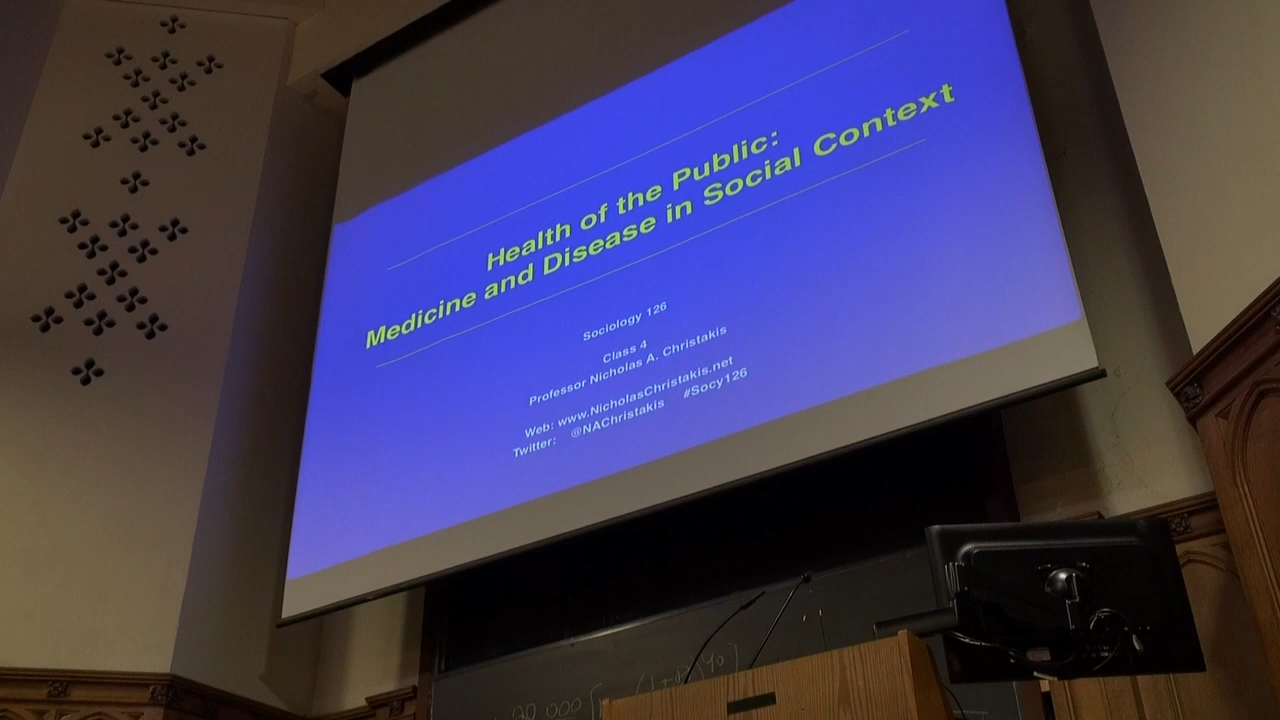 Health of the Public:
Medicine and Disease in Social Context
Sociology 126
Class 4
Professor Nicholas A. Christakis
Web: www.NicholasChristakis.net
Twitter: @NAChristakis #Socy126